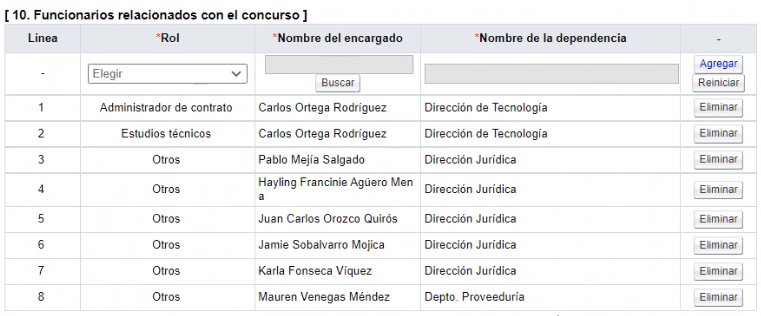 [ 10. Funcionarios relacionados con el concurso ]
Línea *Rol *Nombre del encargado *Nombre de la dependencia -
- Elegir Buscar Agregar Reiniciar
1 Administrador de contrato Carlos Ortega Rodríguez Dirección de Tecnología Eliminar
2 Estudios técnicos Carlos Ortega Rodríguez Dirección de Tecnología Eliminar
3 Otros Pablo Mejía Salgado Dirección Jurídica Eliminar
4 Otros Hayling Francinie Agüero Men
a Dirección Jurídica Eliminar
5 Otros Juan Carlos Orozco Quirós Dirección Jurídica Eliminar
6 Otros Jamie Sobalvarro Mojica Dirección Jurídica Eliminar
7 Otros Karla Fonseca Víquez Dirección Jurídica Eliminar
8 Otros Mauren Venegas Méndez Depto. Proveeduría Eliminar